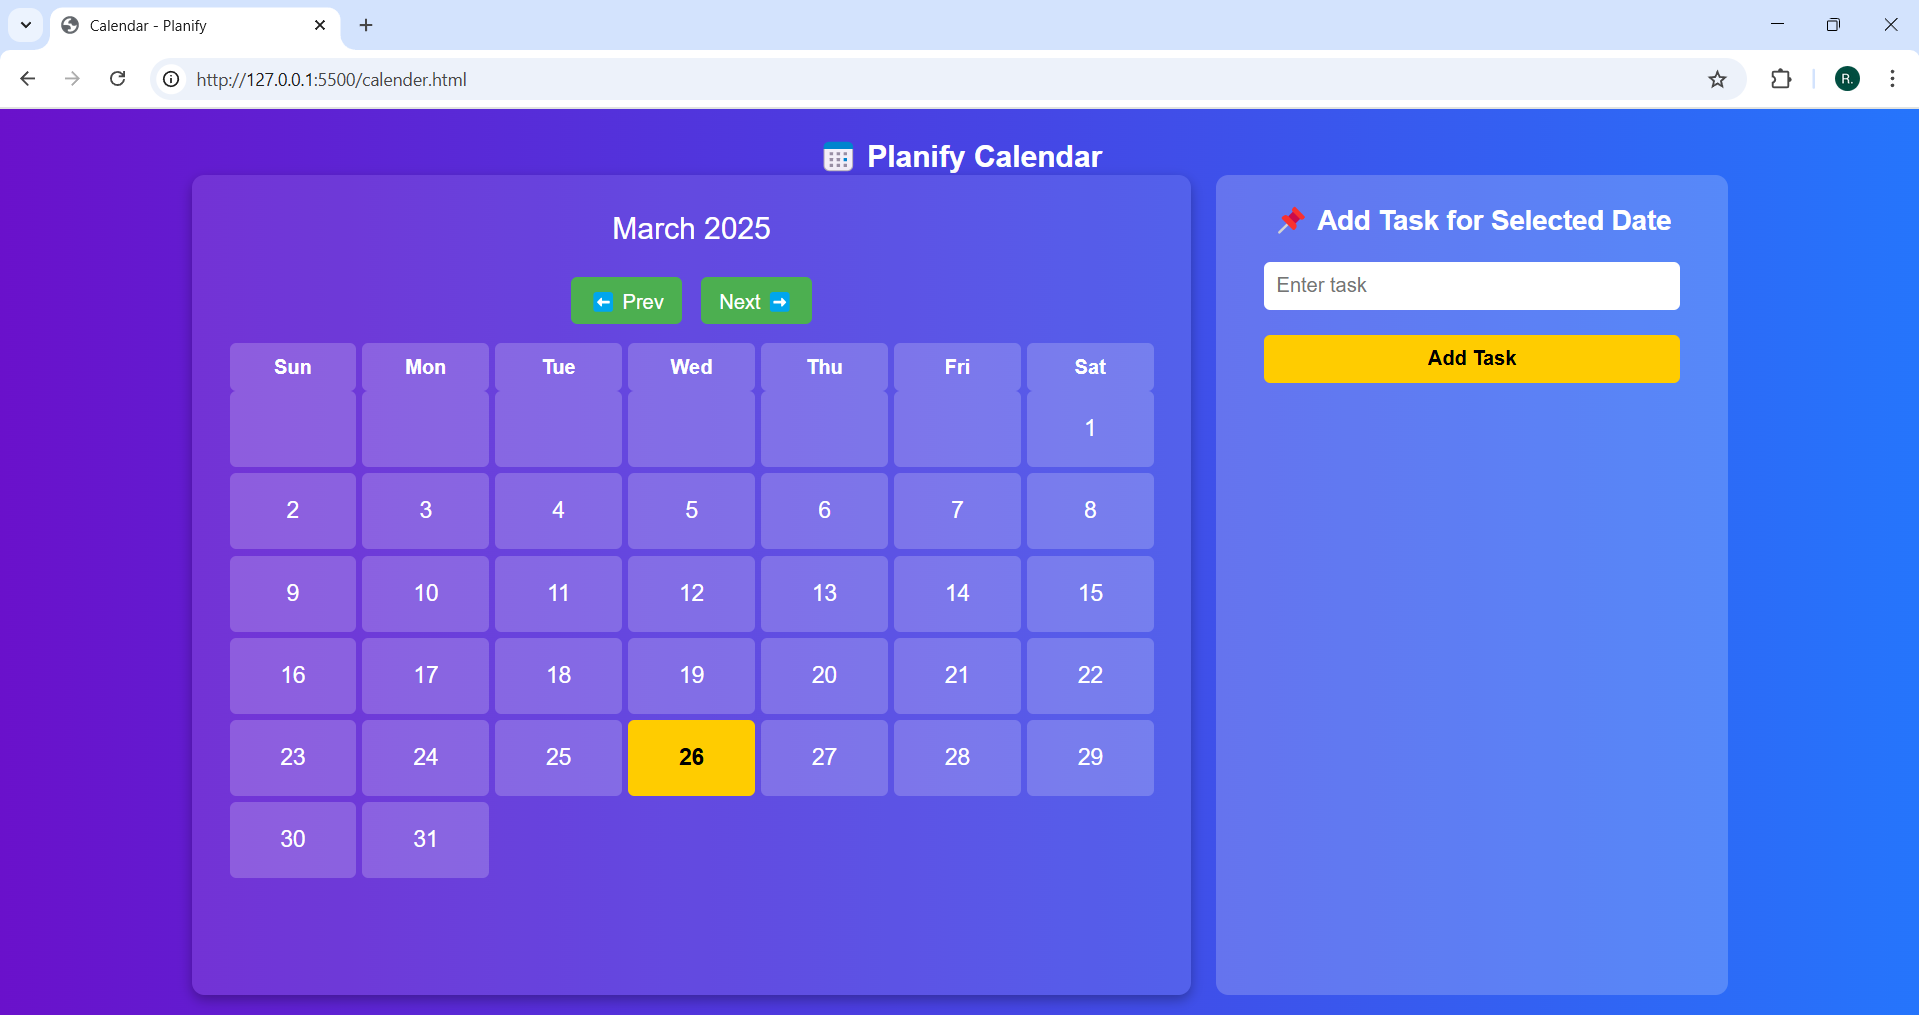 Calendar - Planify
http://127.0.0.1:5500/calender.html
R.
Planify Calendar
March 2025
Prev Next
Sun Mon Tue Wed Thu Fri Sat
1
2 3 4 5 6 7 8
9 10 11 12 13 14 15
16 17 18 19 20 21 22
23 24 25 26 27 28 29
30 31
Add Task for Selected Date
Enter task
Add Task